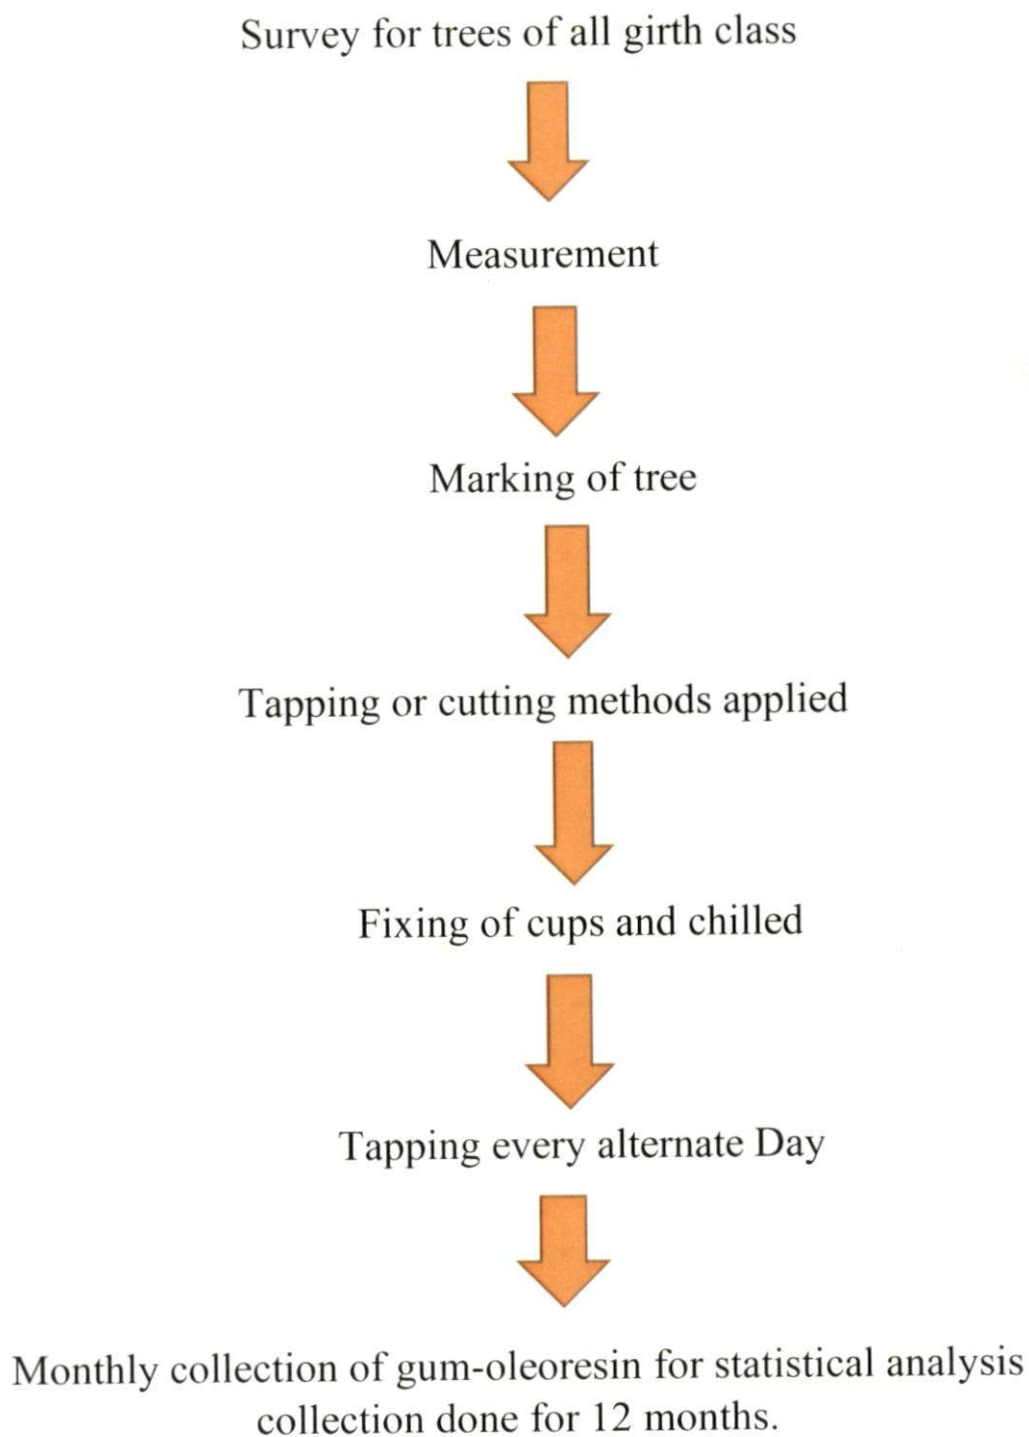 Survey for trees of all girth class
Measurement
Marking of tree
Tapping or cutting methods applied
Fixing of cups and chilled
Tapping every alternate Day
Monthly collection of gum-oleoresin for statistical analysis
collection done for 12 months.